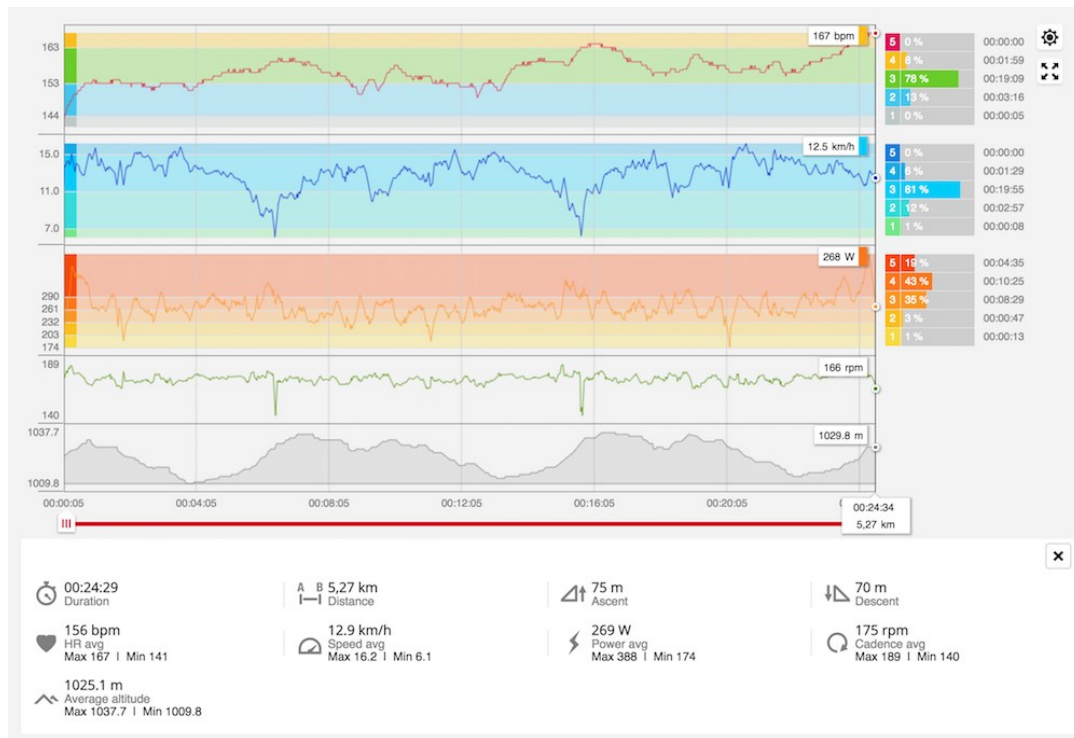 163
153
144
167 bpm
5 0 % 00:00:00
4 8 % 00:01:59
3 78 % 00:19:09
2 13 % 00:03:16
1 0 % 00:00:05
15.0
11.0
7.0
12.5 km/h
5 0 % 00:00:00
4 6 % 00:01:29
3 81 % 00:19:55
2 12 % 00:02:57
1 1 % 00:00:08
290
261
232
203
174
268 W
5 19 % 00:04:35
4 43 % 00:10:25
3 35 % 00:08:29
2 3 % 00:00:47
1 1 % 00:00:13
189
140
166 rpm
1037.7
1009.8
1029.8 m
00:00:05 00:04:05 00:08:05 00:12:05 00:16:05 00:20:05
00:24:34
5,27 km
00:24:29
Duration
A B 5,27 km
Distance
75 m
Ascent
70 m
Descent
156 bpm
HR avg
Max 167 | Min 141
12.9 km/h
Speed avg
Max 16.2 | Min 6.1
269 W
Power avg
Max 388 | Min 174
175 rpm
Cadence avg
Max 189 | Min 140
1025.1 m
Average altitude
Max 1037.7 | Min 1009.8